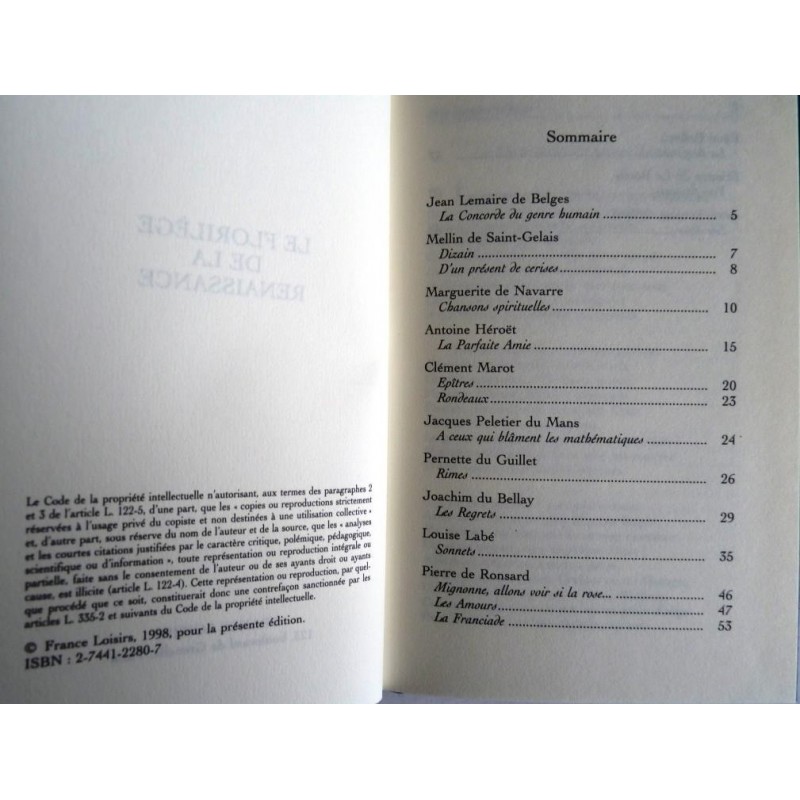 LE FLORILÈGE
DE LA
RENAISSANCE
Le Code de la propriété intellectuelle n'autorisant, aux termes des paragraphes 2
et 3 de l'article L. 122-5, d'une part, que les « copies ou reproductions strictement
réservées à l'usage privé du copiste et non destinées à une utilisation collective »
et, d'autre part, sous réserve du nom de l'auteur et de la source, que les « analyses
et les courtes citations justifiées par le caractère critique, polémique, pédagogique,
scientifique ou d'information », toute représentation ou reproduction intégrale ou
partielle, faite sans le consentement de l'auteur ou de ses ayants droit ou ayants
cause, est illicite (article L. 122-4). Cette représentation ou reproduction, par quel-
que procédé que ce soit, constituerait donc une contrefaçon sanctionnée par les
articles L. 335-2 et suivants du Code de la propriété intellectuelle.
© France Loisirs, 1998, pour la présente édition.
ISBN : 2-7441-2280-7
Sommaire
Jean Lemaire de Belges
La Concorde du genre humain ........ 5
Mellin de Saint-Gelais
Dizain ........ 7
D'un présent de cerises ........ 8
Marguerite de Navarre
Chansons spirituelles ........ 10
Antoine Héroët
La Parfaite Amie ........ 15
Clément Marot
Epîtres ........ 20
Rondeaux ........ 23
Jacques Peletier du Mans
A ceux qui blâment les mathématiques ........ 24
Pernette du Guillet
Rimes ........ 26
Joachim du Bellay
Les Regrets ........ 29
Louise Labé
Sonnets ........ 35
Pierre de Ronsard
Mignonne, allons voir si la rose... ........ 46
Les Amours ........ 47
La Franciade ........ 53